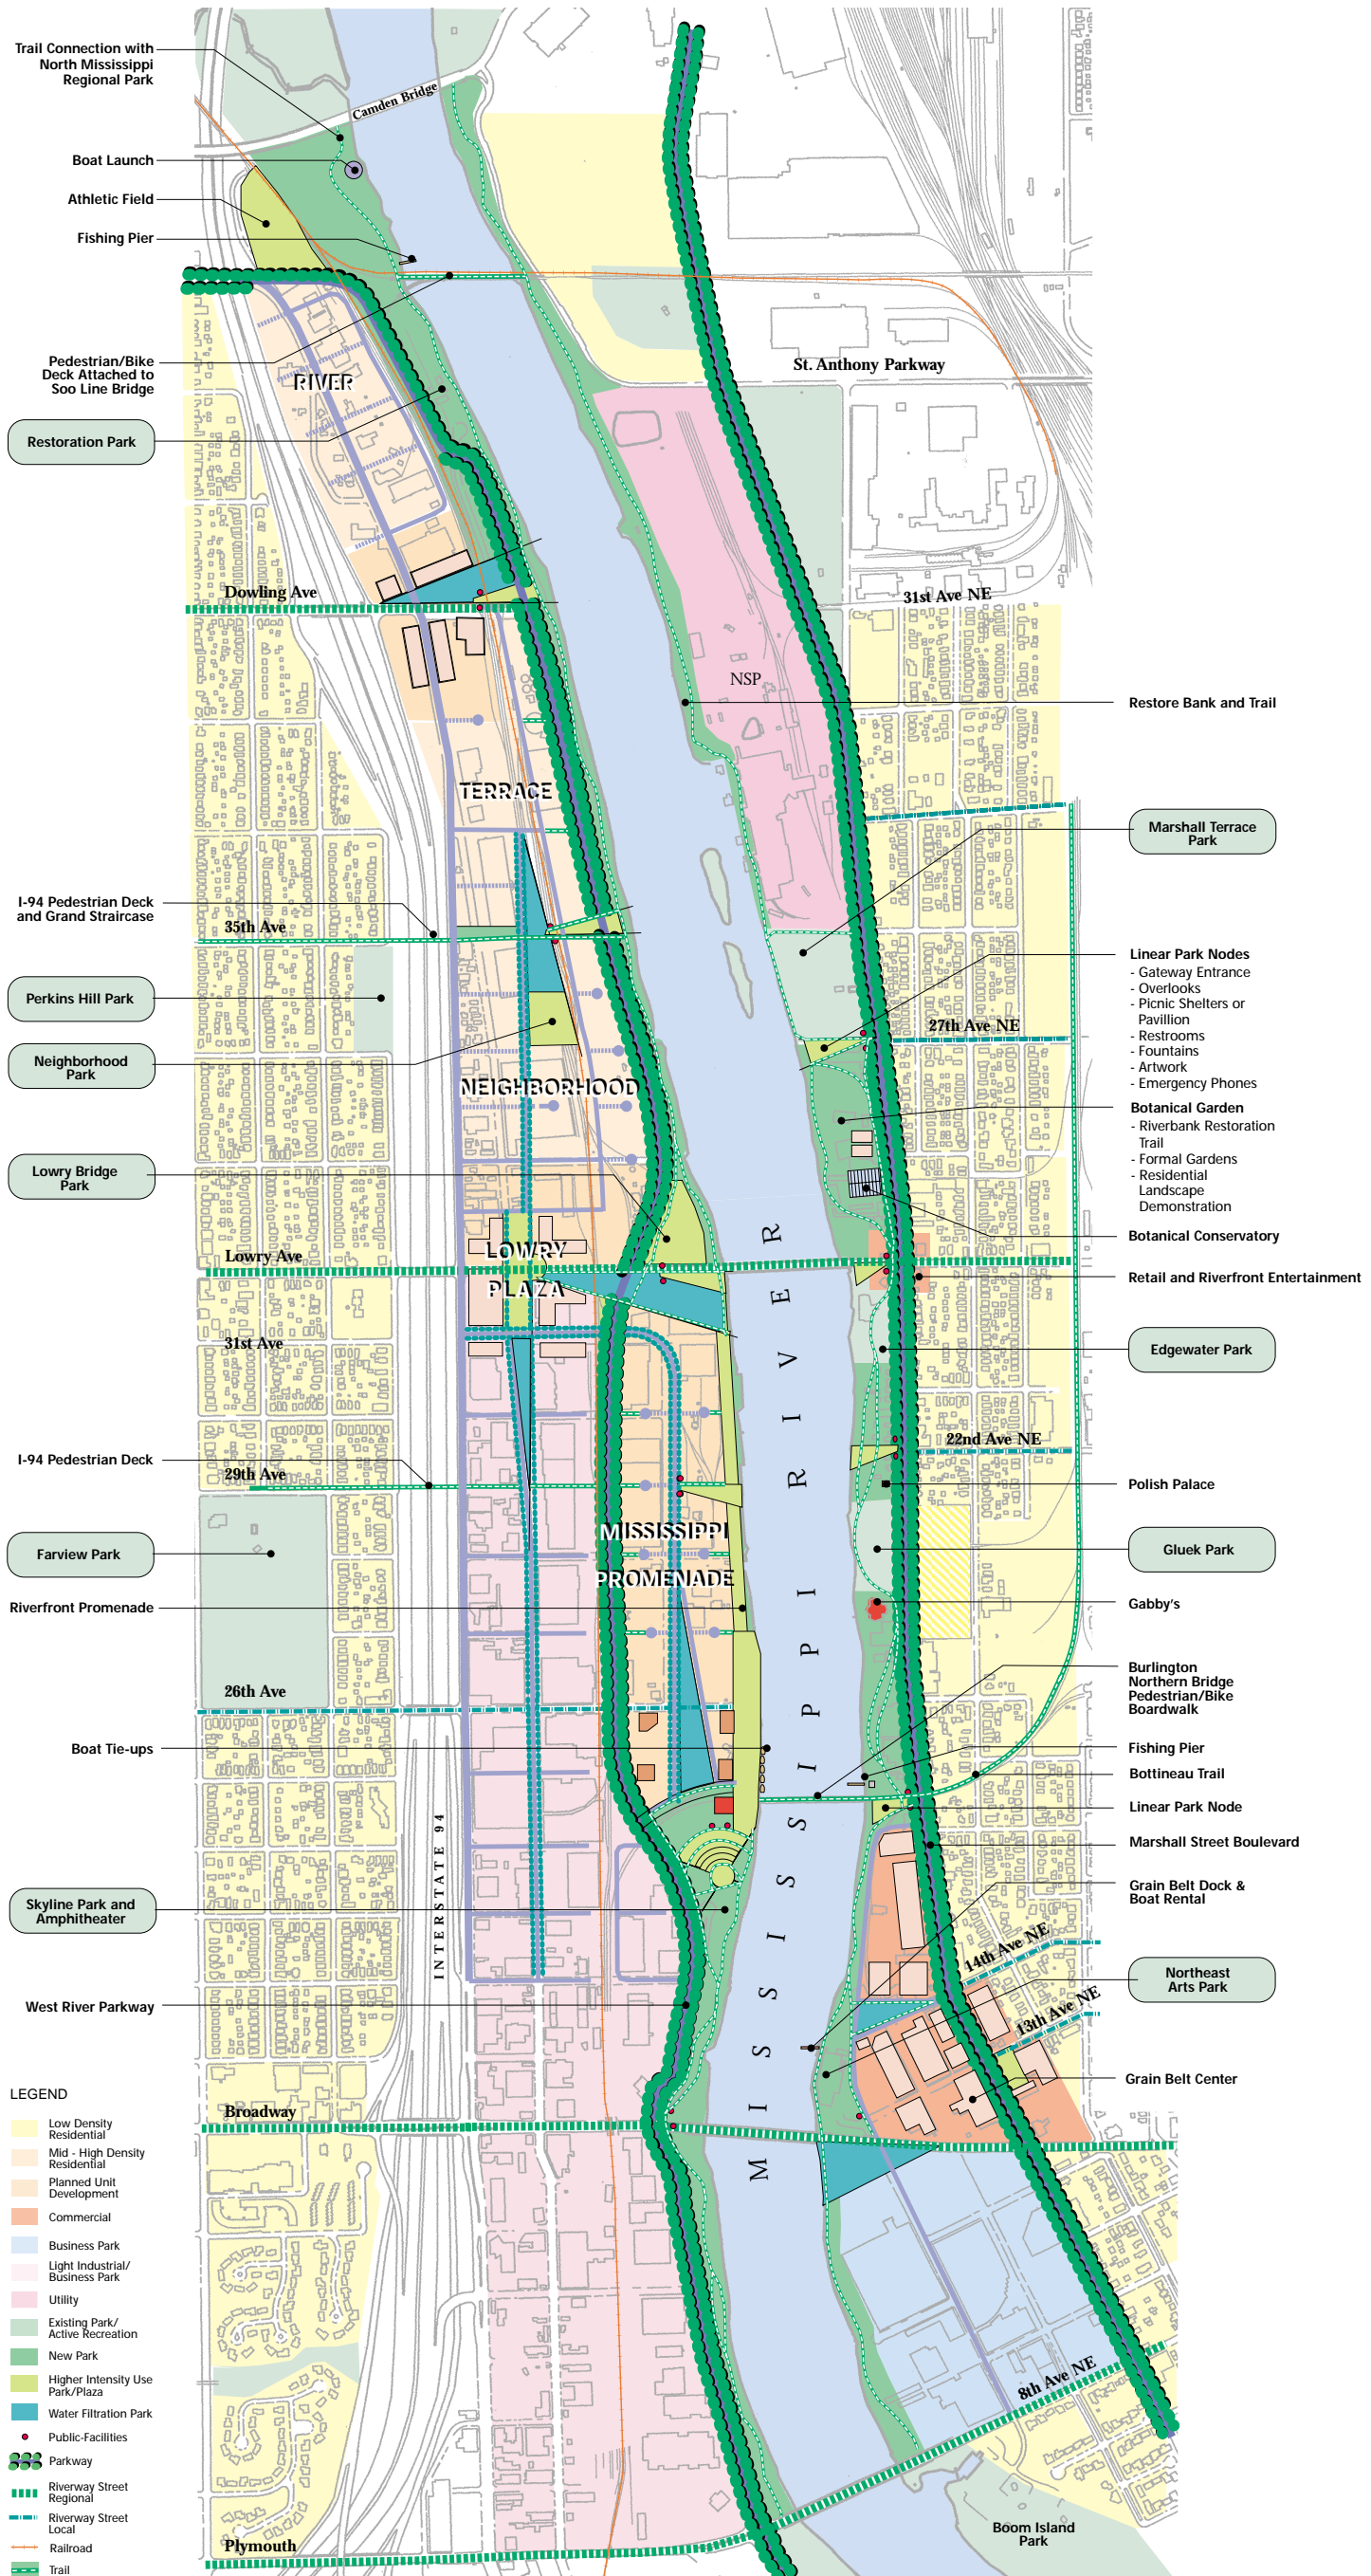 Trail Connection with
North Mississippi
Regional Park
Camden Bridge
Boat Launch
Athletic Field
Fishing Pier
Pedestrian/Bike
Deck Attached to
Soo Line Bridge
RIVER
St. Anthony Parkway
Restoration Park
Dowling Ave
31st Ave NE
NSP
Restore Bank and Trail
TERRACE
Marshall Terrace
Park
I-94 Pedestrian Deck
and Grand Straircase
35th Ave
Linear Park Nodes
- Gateway Entrance
- Overlooks
- Picnic Shelters or
Pavillion
- Restrooms
- Fountains
- Artwork
- Emergency Phones
Perkins Hill Park
27th Ave NE
Neighborhood
Park
NEIGHBORHOOD
Botanical Garden
- Riverbank Restoration
Trail
- Formal Gardens
- Residential
Landscape
Demonstration
Lowry Bridge
Park
Botanical Conservatory
Lowry Ave
LOWRY
PLAZA
Retail and Riverfront Entertainment
31st Ave
Edgewater Park
22nd Ave NE
I-94 Pedestrian Deck
29th Ave
Polish Palace
MISSISSIPPI
PROMENADE
Farview Park
Gluek Park
Riverfront Promenade
Gabby's
Burlington
Northern Bridge
Pedestrian/Bike
Boardwalk
26th Ave
Boat Tie-ups
Fishing Pier
Bottineau Trail
Linear Park Node
Marshall Street Boulevard
INTERSTATE 94
Grain Belt Dock &
Boat Rental
Skyline Park and
Amphitheater
14th Ave NE
Northeast
Arts Park
West River Parkway
13th Ave NE
MISSISSIPPI RIVER
Grain Belt Center
Broadway
LEGEND
Low Density
Residential
Mid - High Density
Residential
Planned Unit
Development
Commercial
Business Park
Light Industrial/
Business Park
Utility
Existing Park/
Active Recreation
New Park
Higher Intensity Use
Park/Plaza
Water Filtration Park
Public-Facilities
Parkway
Riverway Street
Regional
Riverway Street
Local
Railroad
Trail
8th Ave NE
Boom Island
Park
Plymouth